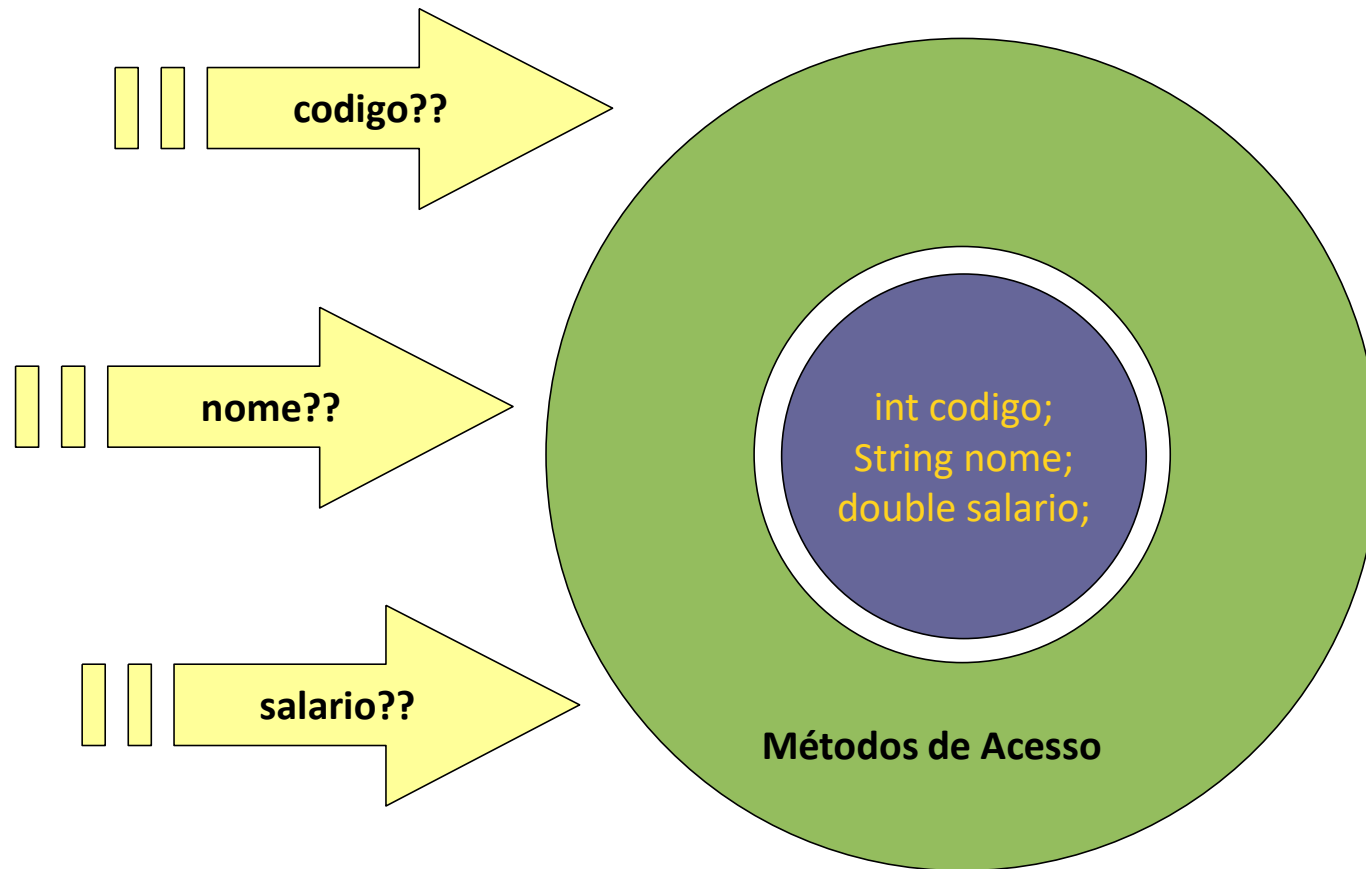 codigo??
nome??
int codigo;
String nome;
double salario;
salario??
Métodos de Acesso